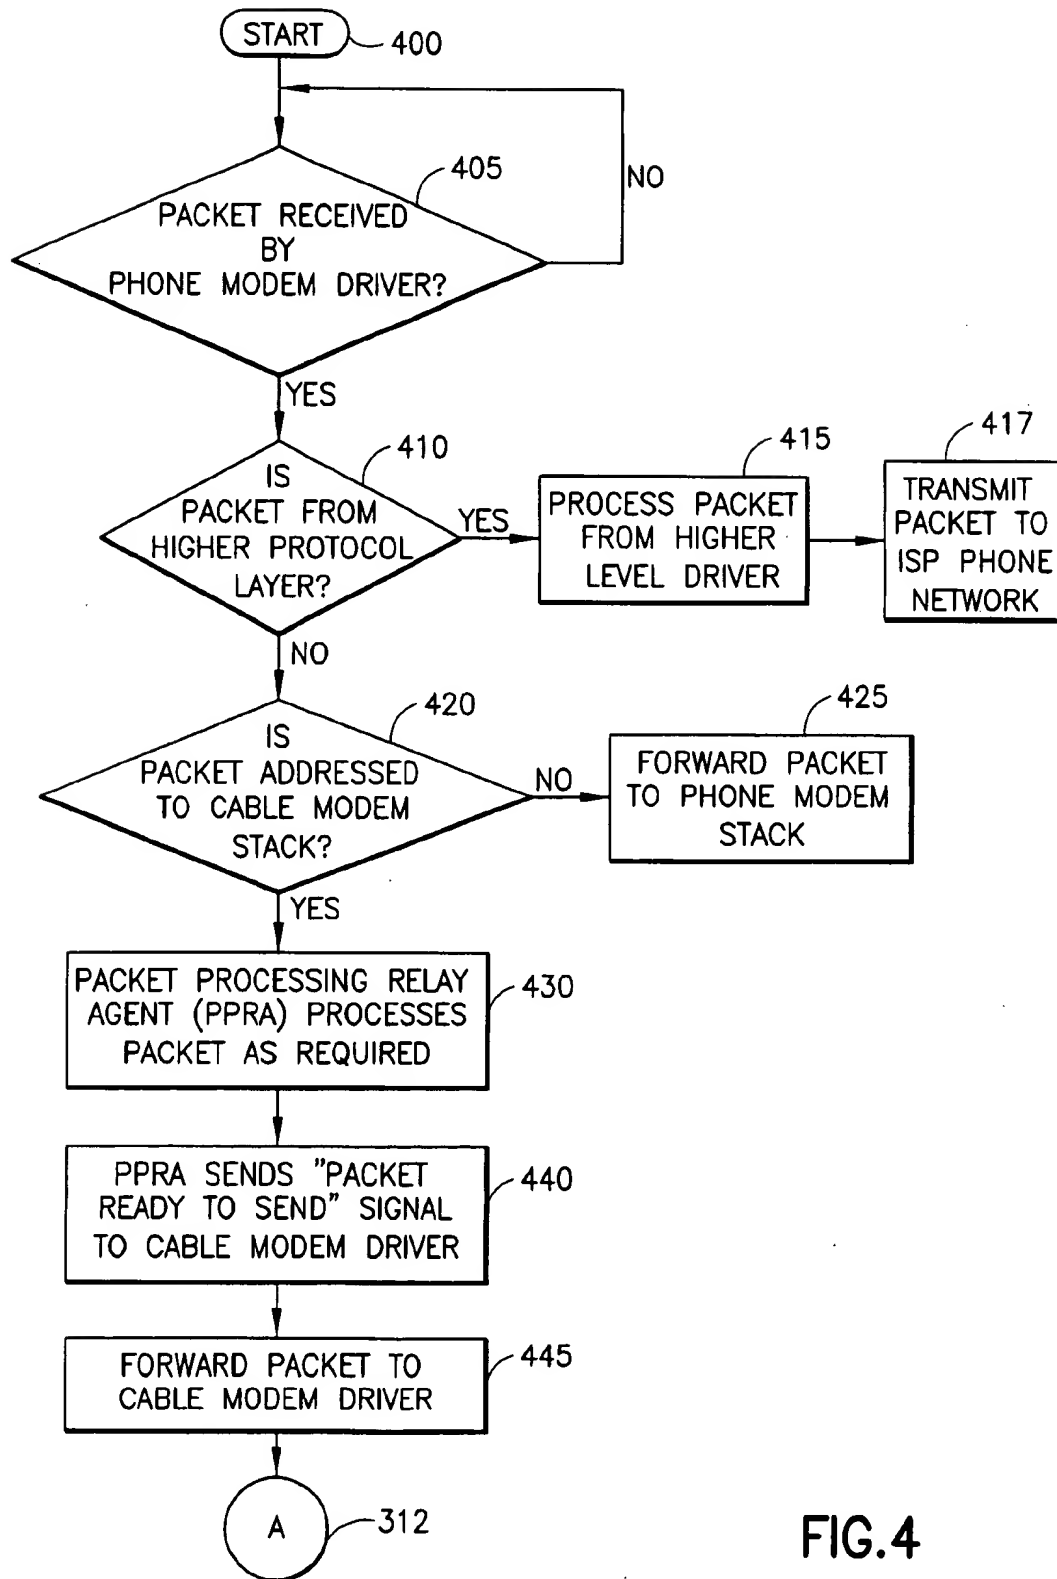 START
400
405
PACKET RECEIVED
BY
PHONE MODEM DRIVER?
NO
YES
410
IS
PACKET FROM
HIGHER PROTOCOL
LAYER?
YES
415
PROCESS PACKET
FROM HIGHER
LEVEL DRIVER
417
TRANSMIT
PACKET TO
ISP PHONE
NETWORK
NO
420
IS
PACKET ADDRESSED
TO CABLE MODEM
STACK?
NO
425
FORWARD PACKET
TO PHONE MODEM
STACK
YES
PACKET PROCESSING RELAY
AGENT (PPRA) PROCESSES
PACKET AS REQUIRED
430
PPRA SENDS "PACKET
READY TO SEND" SIGNAL
TO CABLE MODEM DRIVER
440
FORWARD PACKET TO
CABLE MODEM DRIVER
445
A
312
FIG.4